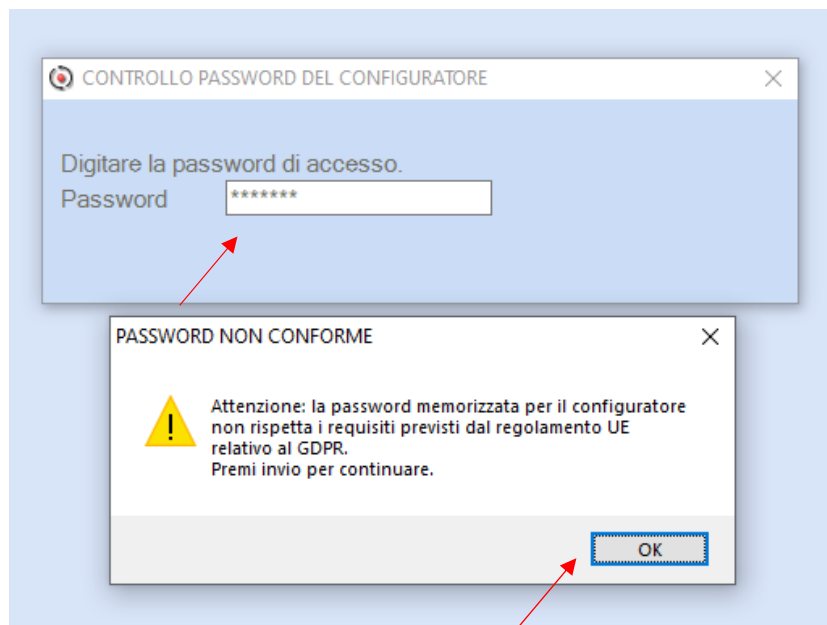 CONTROLLO PASSWORD DEL CONFIGURATORE
Digitare la password di accesso.
Password *******
PASSWORD NON CONFORME
Attenzione: la password memorizzata per il configuratore
non rispetta i requisiti previsti dal regolamento UE
relativo al GDPR.
Premi invio per continuare.
OK